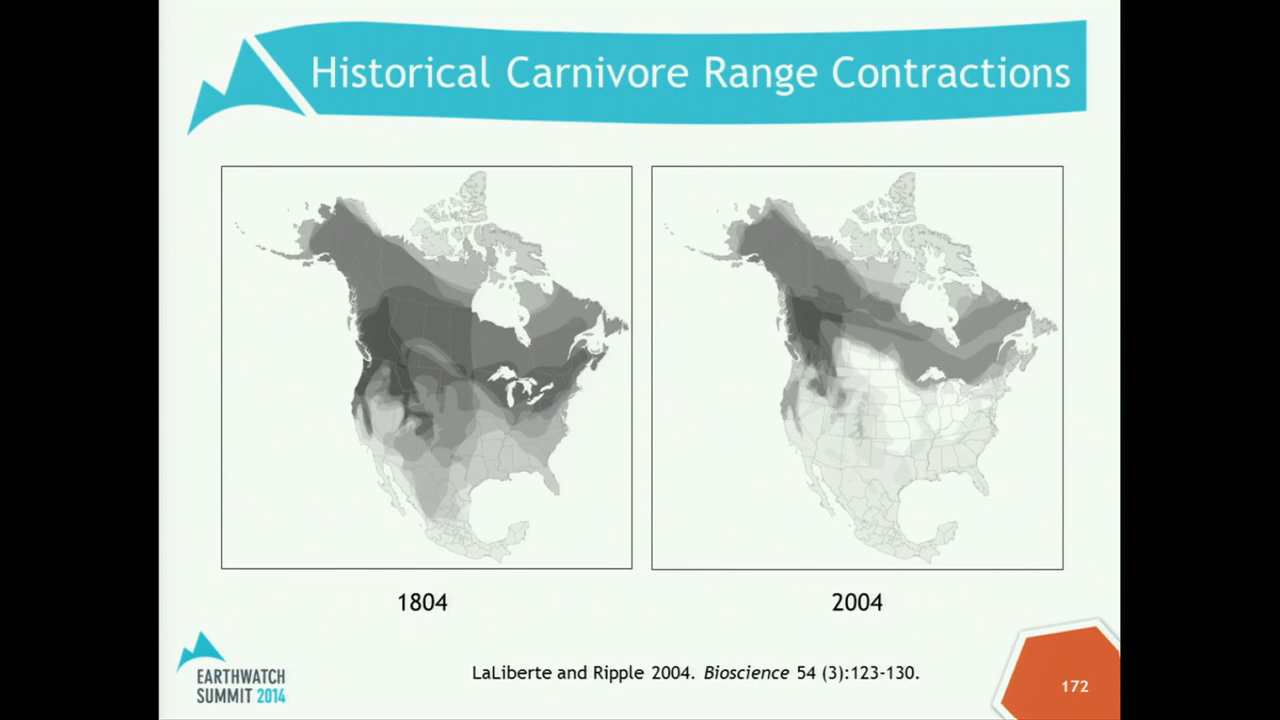 Historical Carnivore Range Contractions
1804
2004
EARTHWATCH
SUMMIT 2014
LaLiberte and Ripple 2004. Bioscience 54 (3):123-130.
172